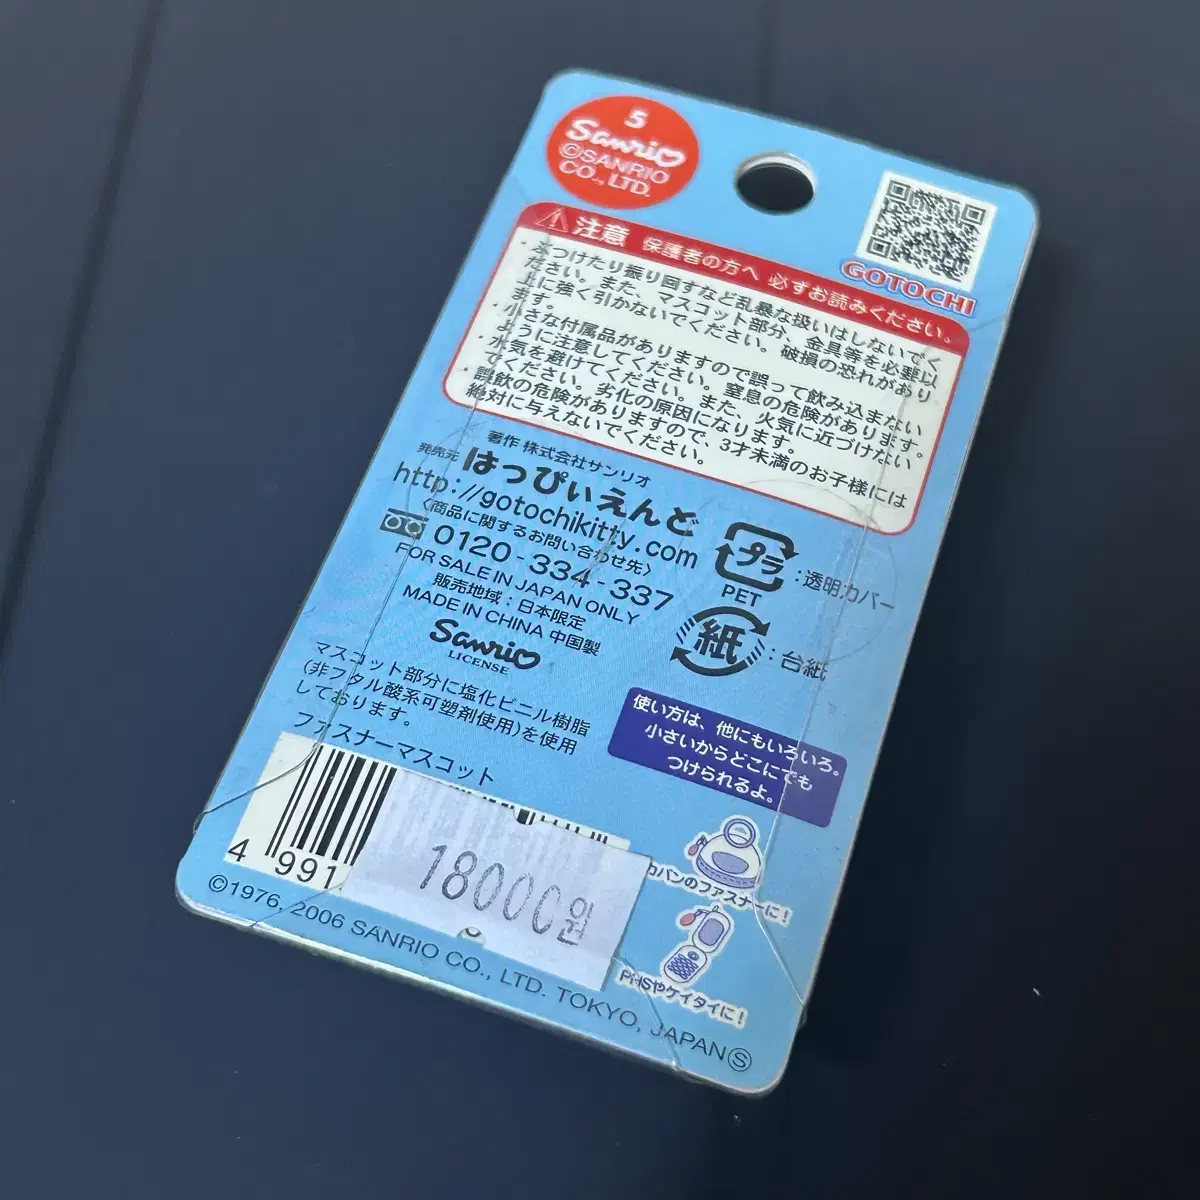 5
Sanrio
©SANRIO
CO., LTD.
GOTOCHI
注意 保護者の方へ 必ずお読みください。
つけたり振り回すなど乱暴な扱いはしないでく
ださい。また、マスコット部分、金具等を必要以
上に強く引かないでください。破損の恐れがあり
ます。
・小さな付属品がありますので誤って飲み込まない
ように注意してください。窒息の危険があります。
・水気を避けてください。また、火気に近づけない
でください。劣化の原因になります。
誤飲の危険がありますので、3才未満のお子様には
絶対に与えないでください。
著作 株式会社サンリオ
発売元 はっぴぃえんど
http://gotochikitty.com
〈商品に関するお問い合わせ先〉
0120-334-337
FOR SALE IN JAPAN ONLY
販売地域:日本限定
MADE IN CHINA 中国製
Sanrio
LICENSE
プラ :透明カバー
PET
紙 :台紙
マスコット部分に塩化ビニル樹脂
(非フタル酸系可塑剤使用)を使用
しております。
ファスナーマスコット
使い方は、他にもいろいろ。
小さいからどこにでも
つけられるよ。
カバンのファスナーに!
PHSやケイタイに!
4 991
18000원
©1976, 2006 SANRIO CO., LTD. TOKYO, JAPAN Ⓢ